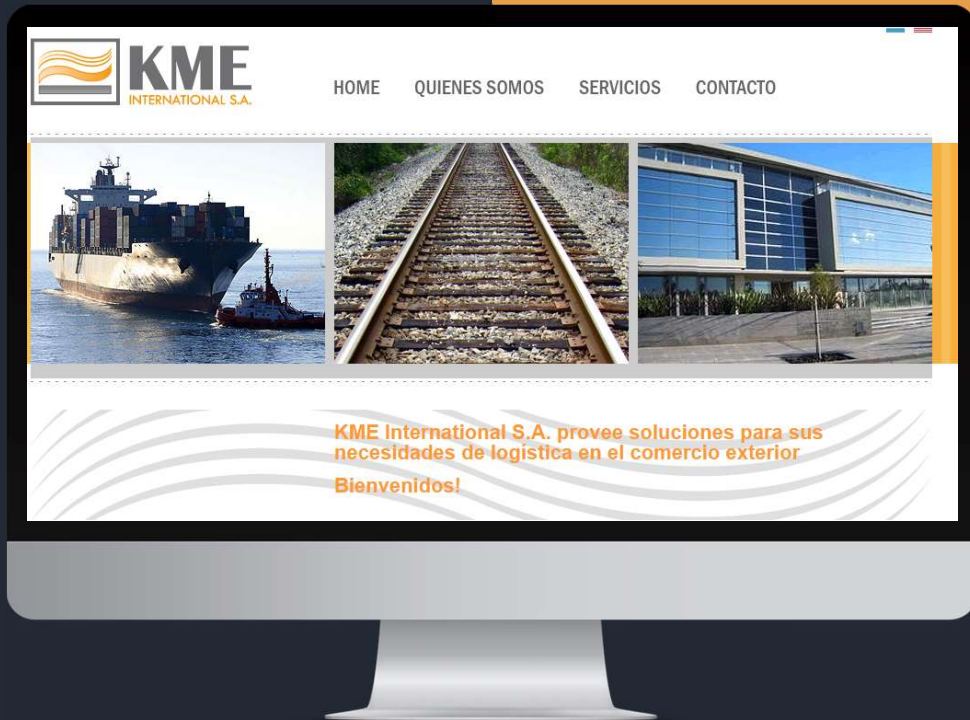 KME
INTERNATIONAL S.A.
HOME QUIENES SOMOS SERVICIOS CONTACTO
KME International S.A. provee soluciones para sus
necesidades de logística en el comercio exterior
Bienvenidos!